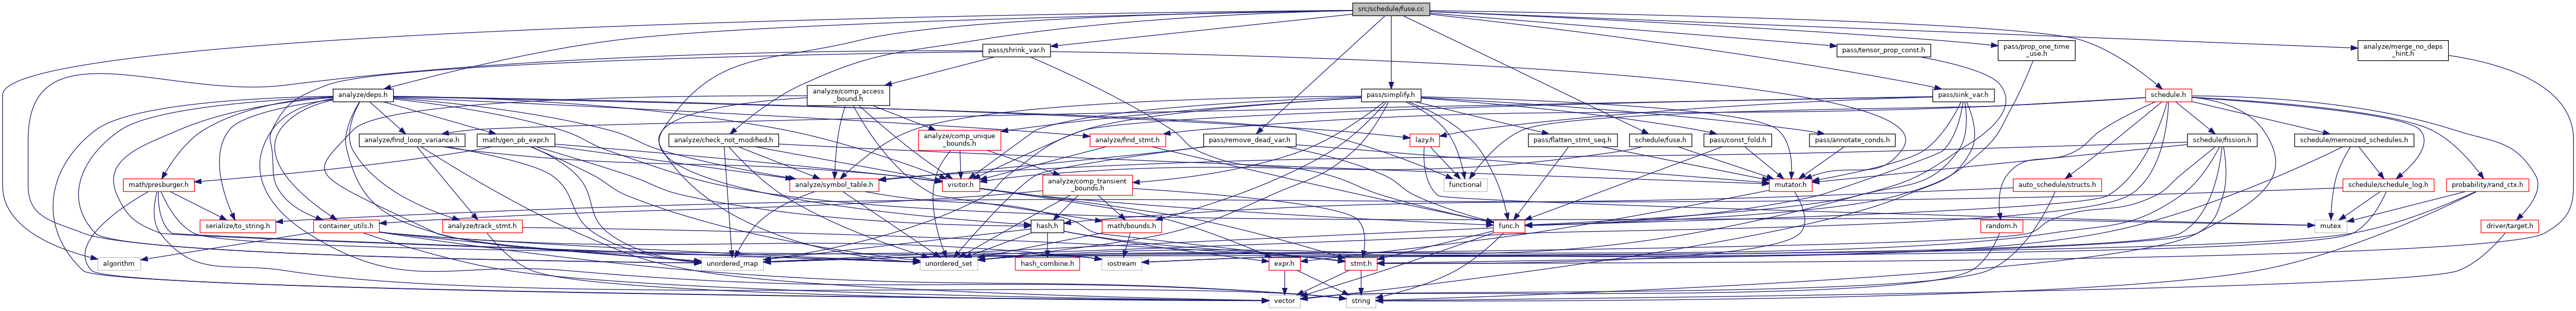 src/schedule/fuse.cc
pass/shrink_var.h
pass/tensor_prop_const.h
pass/prop_one_time
_use.h
analyze/merge_no_deps
_hint.h
analyze/deps.h
analyze/comp_access
_bound.h
pass/simplify.h
pass/sink_var.h
schedule.h
analyze/find_loop_variance.h
math/gen_pb_expr.h
analyze/check_not_modified.h
analyze/comp_unique
_bounds.h
analyze/find_stmt.h
pass/remove_dead_var.h
lazy.h
pass/flatten_stmt_seq.h
schedule/fuse.h
pass/const_fold.h
pass/annotate_conds.h
schedule/fission.h
schedule/memoized_schedules.h
math/presburger.h
analyze/symbol_table.h
visitor.h
analyze/comp_transient
_bounds.h
functional
mutator.h
auto_schedule/structs.h
schedule/schedule_log.h
probability/rand_ctx.h
serialize/to_string.h
container_utils.h
analyze/track_stmt.h
hash.h
math/bounds.h
func.h
random.h
mutex
driver/target.h
algorithm
unordered_map
unordered_set
hash_combine.h
iostream
expr.h
stmt.h
vector
string